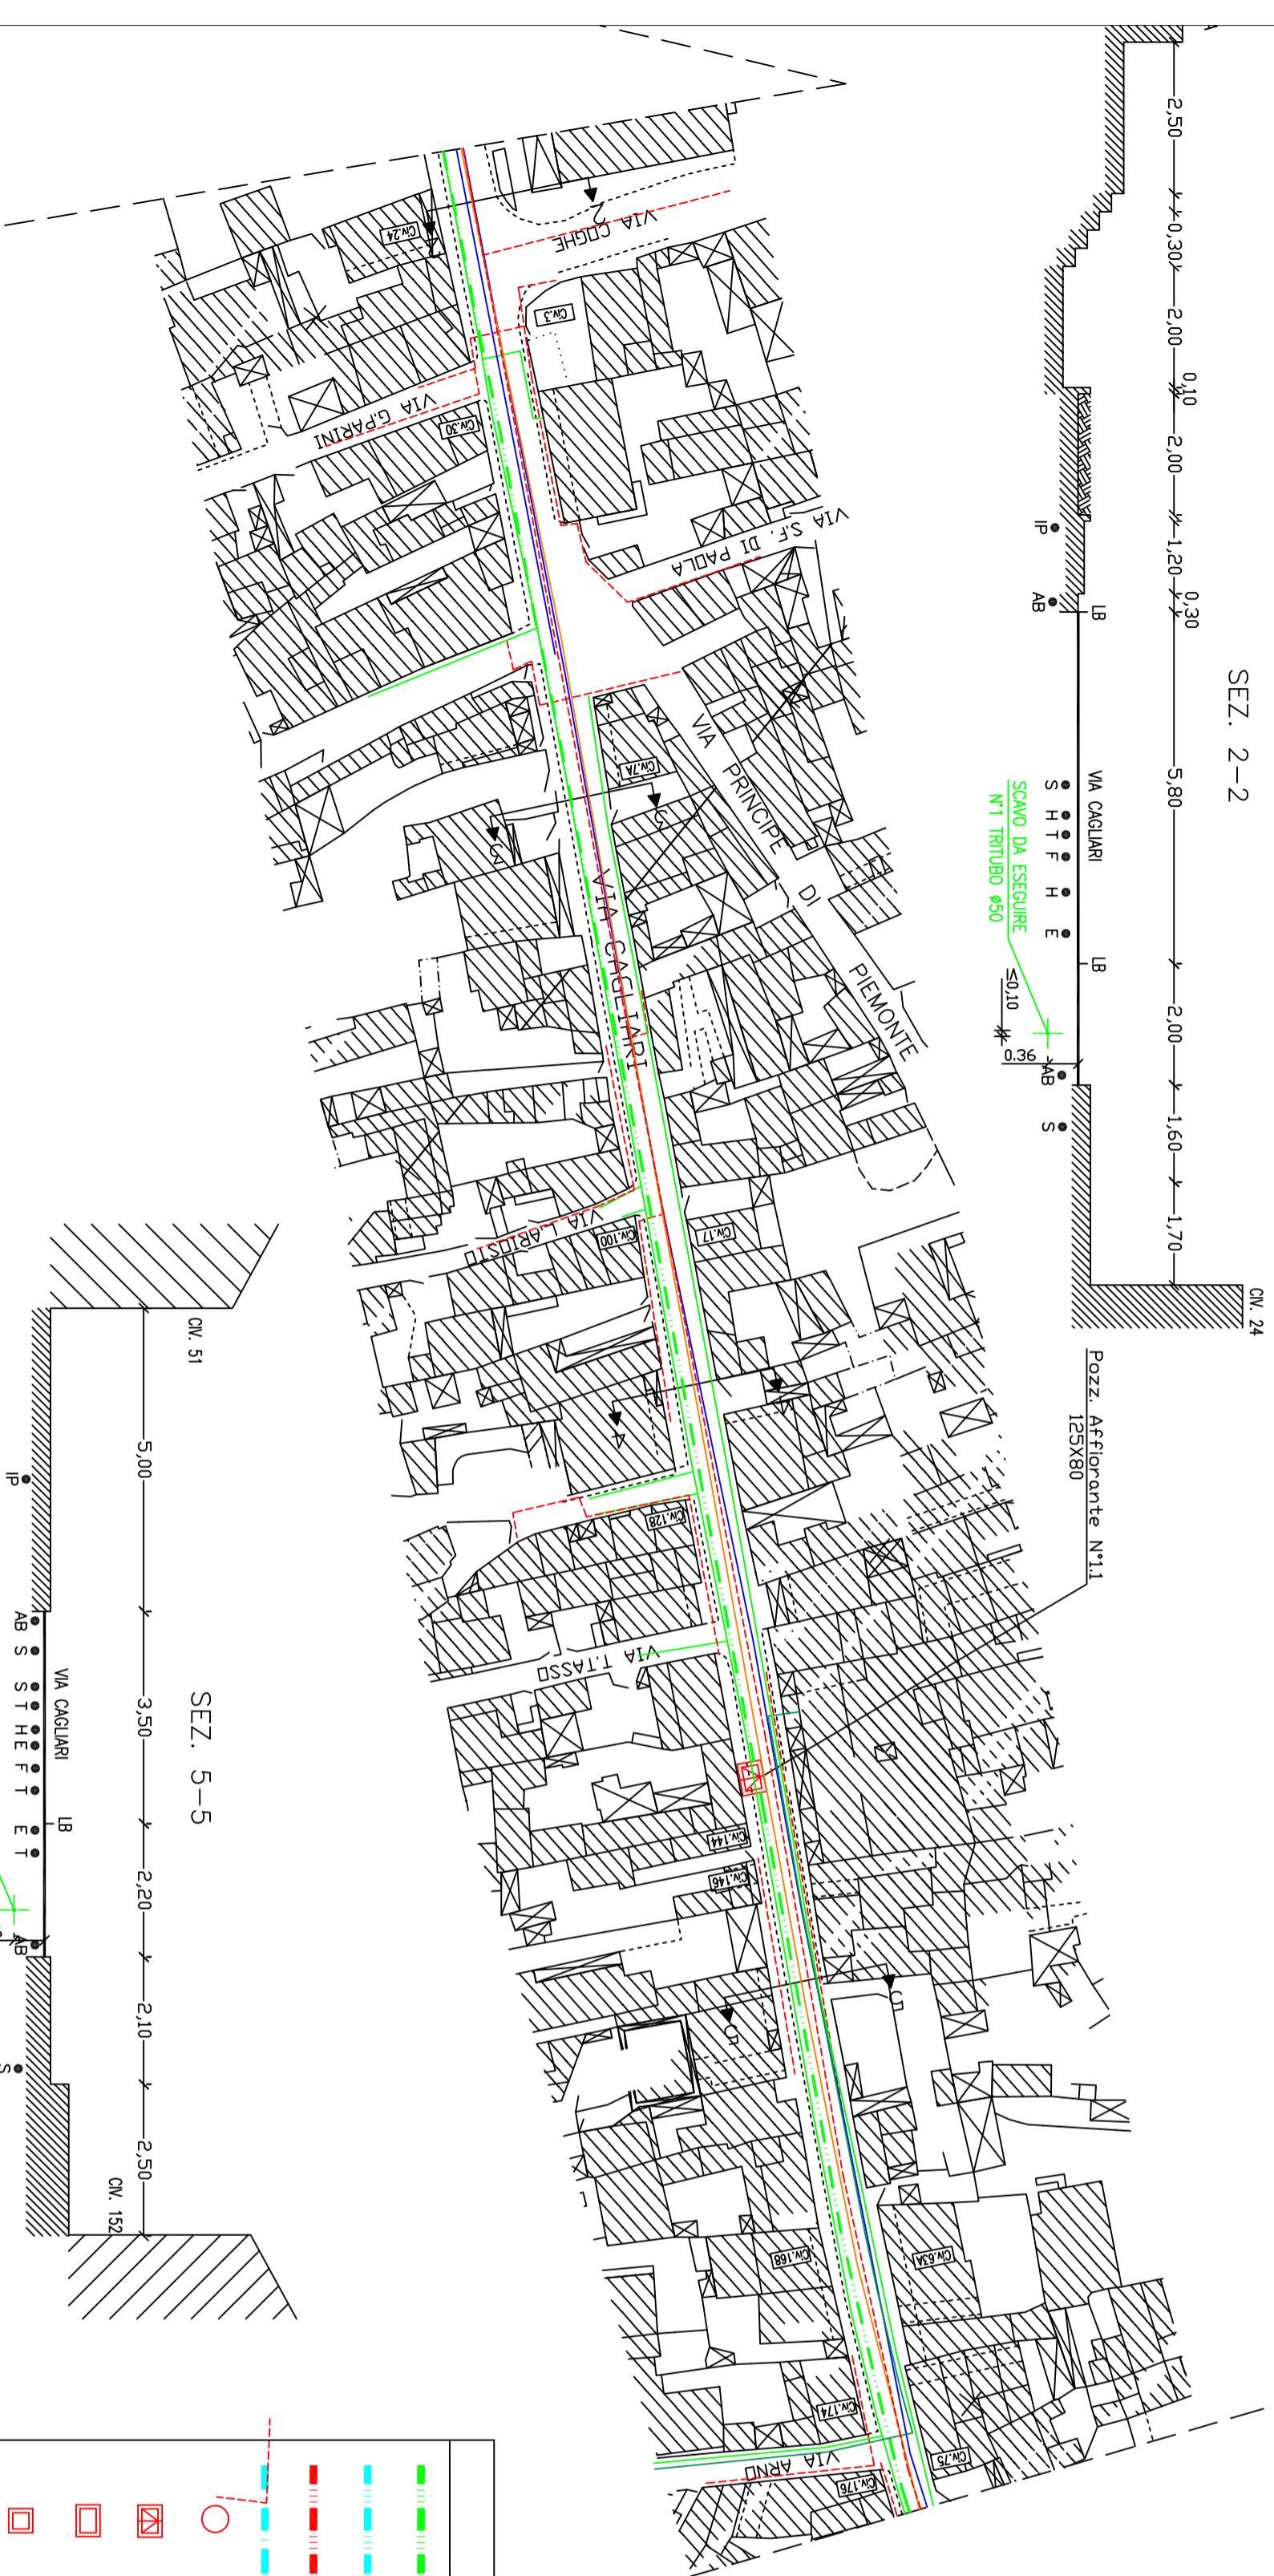 SEZ. 2-2
2,50
0,30
2,00
0,10
2,00
1,20
0,30
5,80
2,00
1,60
1,70
CIV. 24
IP
AB
LB
VIA CAGLIARI
S
H
T
F
H
E
LB
AB
S
SCAVO DA ESEGUIRE
N°1 TRITUBO ø50
≤0,10
0.36
Pozz. Affiorante N°1.1
125X80
VIA COGHE
2
Civ.24
Civ.3
VIA G.PARINI
Civ.30
VIA S.F. DI PAOLA
VIA PRINCIPE DI PIEMONTE
Civ.7A
VIA CAGLIARI
Civ.17
VIA L.ARIOSTO
Civ.100
4
Civ.128
VIA T.TASSO
Civ.144
Civ.146
Civ.168
Civ.63A
Civ.174
Civ.75
VIA ARNO
Civ.176
SEZ. 5-5
CIV. 51
5,00
3,50
2,20
2,10
2,50
CIV. 152
VIA CAGLIARI
LB
IP
AB
S
S
T
H
E
F
T
E
T
AB
S